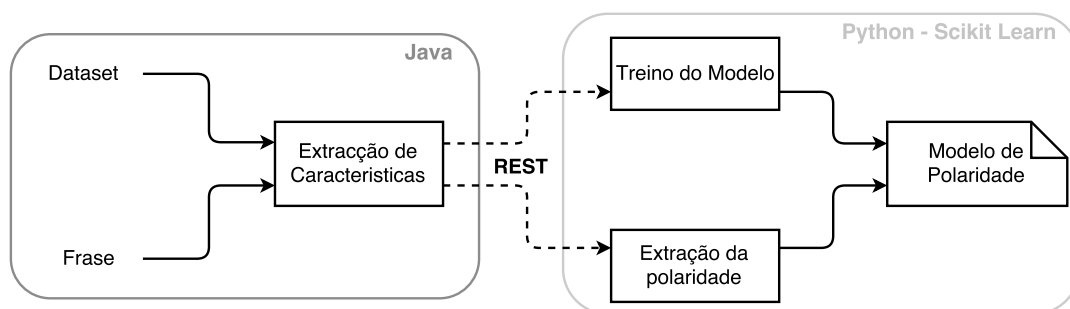 Java
Python - Scikit Learn
Dataset
Treino do Modelo
Extracção de
Caracteristicas
REST
Modelo de
Polaridade
Frase
Extração da
polaridade